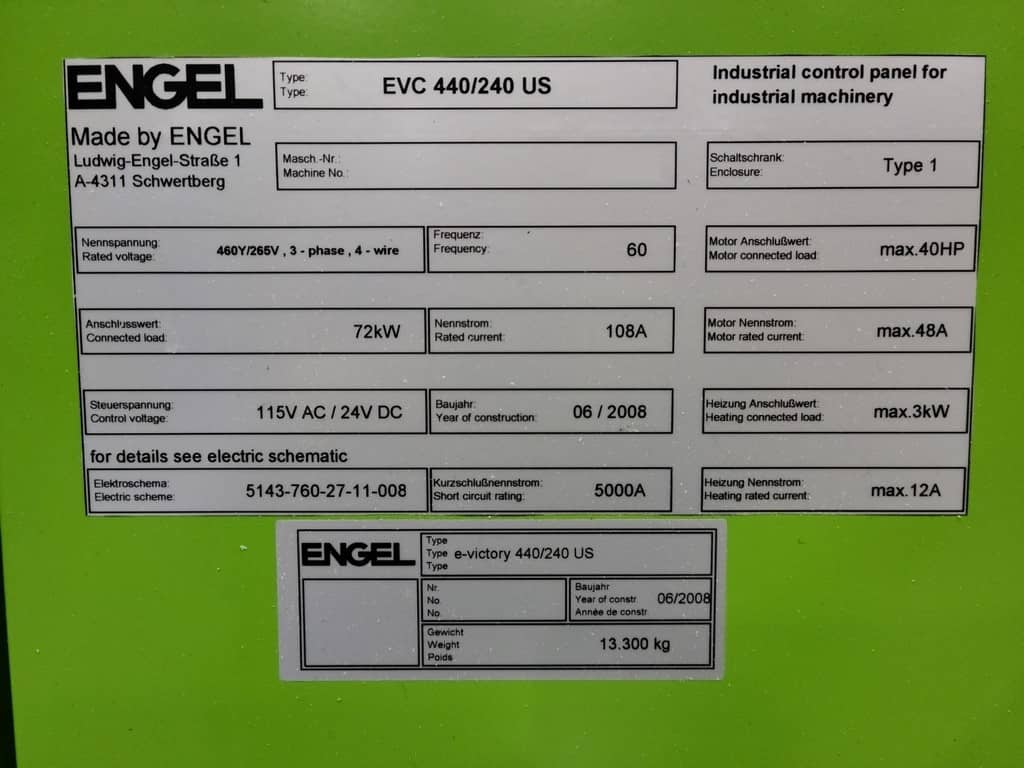 ENGEL
Type:
Type:
EVC 440/240 US
Industrial control panel for
industrial machinery
Made by ENGEL
Ludwig-Engel-Straße 1
A-4311 Schwertberg
Masch.-Nr.:
Machine No.:
Schaltschrank:
Enclosure:
Type 1
Nennspannung:
Rated voltage:
460Y/265V , 3 - phase , 4 - wire
Frequenz:
Frequency:
60
Motor Anschlußwert:
Motor connected load:
max.40HP
Anschlusswert:
Connected load:
72kW
Nennstrom:
Rated current:
108A
Motor Nennstrom:
Motor rated current:
max.48A
Steuerspannung:
Control voltage:
115V AC / 24V DC
Baujahr:
Year of construction:
06 / 2008
Heizung Anschlußwert:
Heating connected load:
max.3kW
for details see electric schematic
Elektroschema:
Electric scheme:
5143-760-27-11-008
Kurzschlußnennstrom:
Short circuit rating:
5000A
Heizung Nennstrom:
Heating rated current:
max.12A
ENGEL
Type
Type e-victory 440/240 US
Type
Nr.
No.
No.
Baujahr
Year of constr. 06/2008
Année de constr.
Gewicht
Weight 13.300 kg
Poids